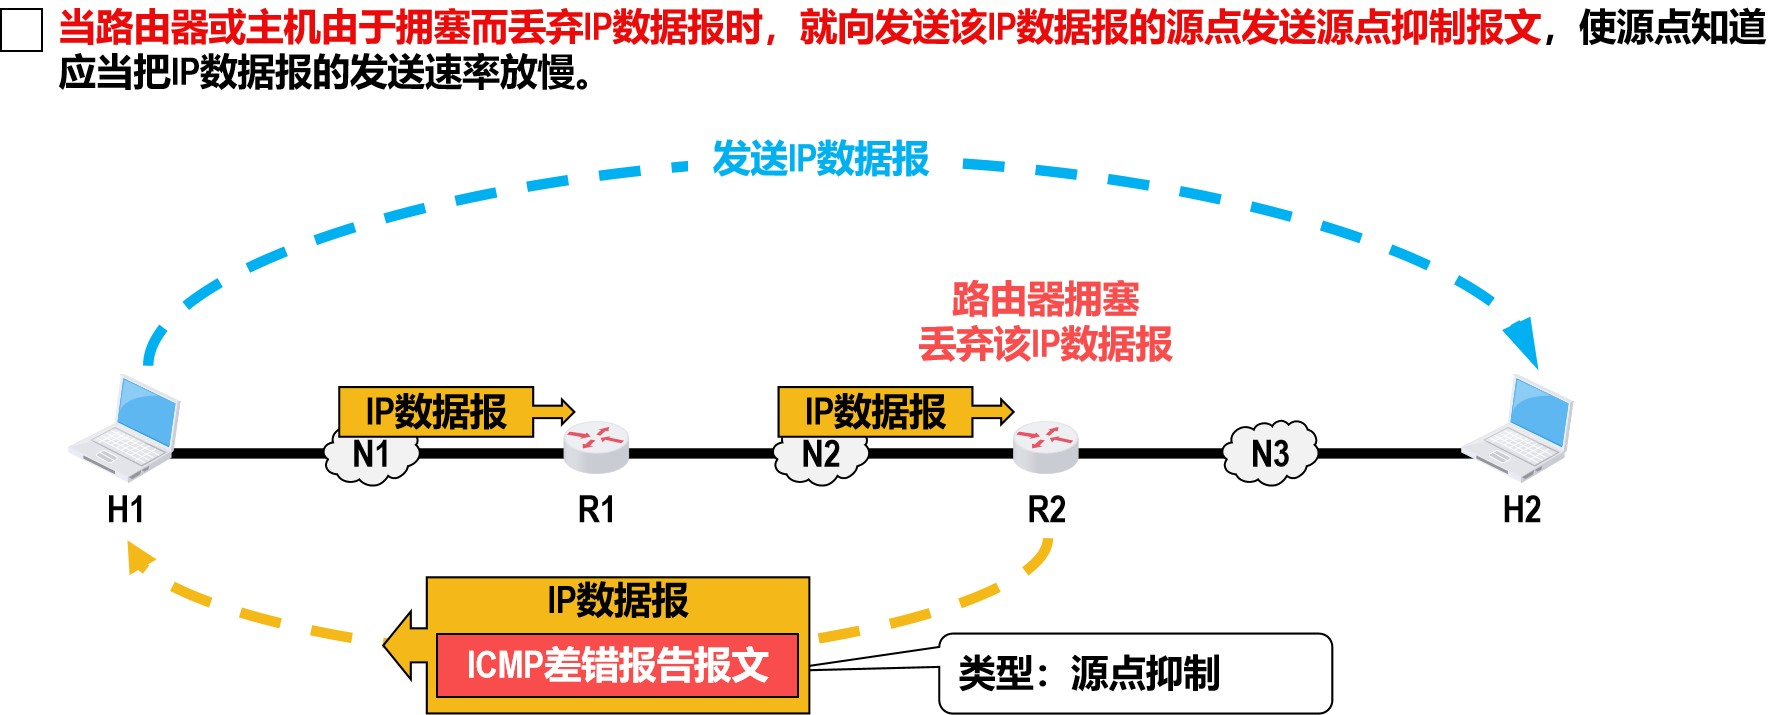 当路由器或主机由于拥塞而丢弃IP数据报时，就向发送该IP数据报的源点发送源点抑制报文，使源点知道
应当把IP数据报的发送速率放慢。
发送IP数据报
路由器拥塞
丢弃该IP数据报
IP数据报
IP数据报
N1
N2
N3
H1
R1
R2
H2
IP数据报
ICMP差错报告报文
类型：源点抑制